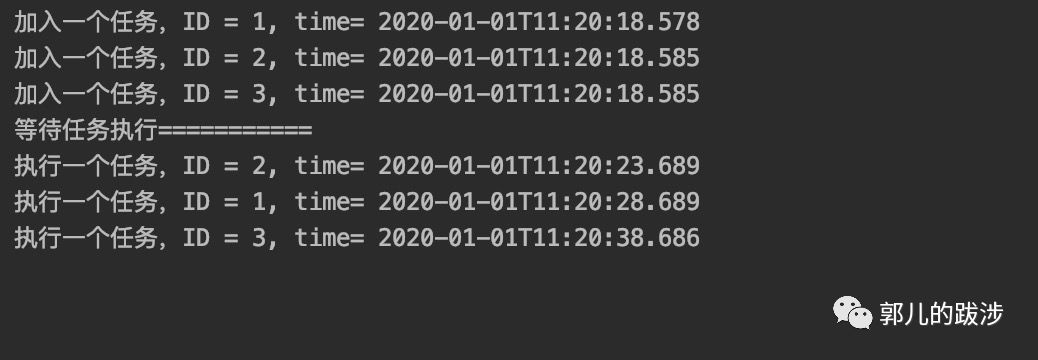 加入一个任务，ID = 1, time= 2020-01-01T11:20:18.578
加入一个任务，ID = 2, time= 2020-01-01T11:20:18.585
加入一个任务，ID = 3, time= 2020-01-01T11:20:18.585
等待任务执行===========
执行一个任务，ID = 2, time= 2020-01-01T11:20:23.689
执行一个任务，ID = 1, time= 2020-01-01T11:20:28.689
执行一个任务，ID = 3, time= 2020-01-01T11:20:38.686
郭儿的跋涉